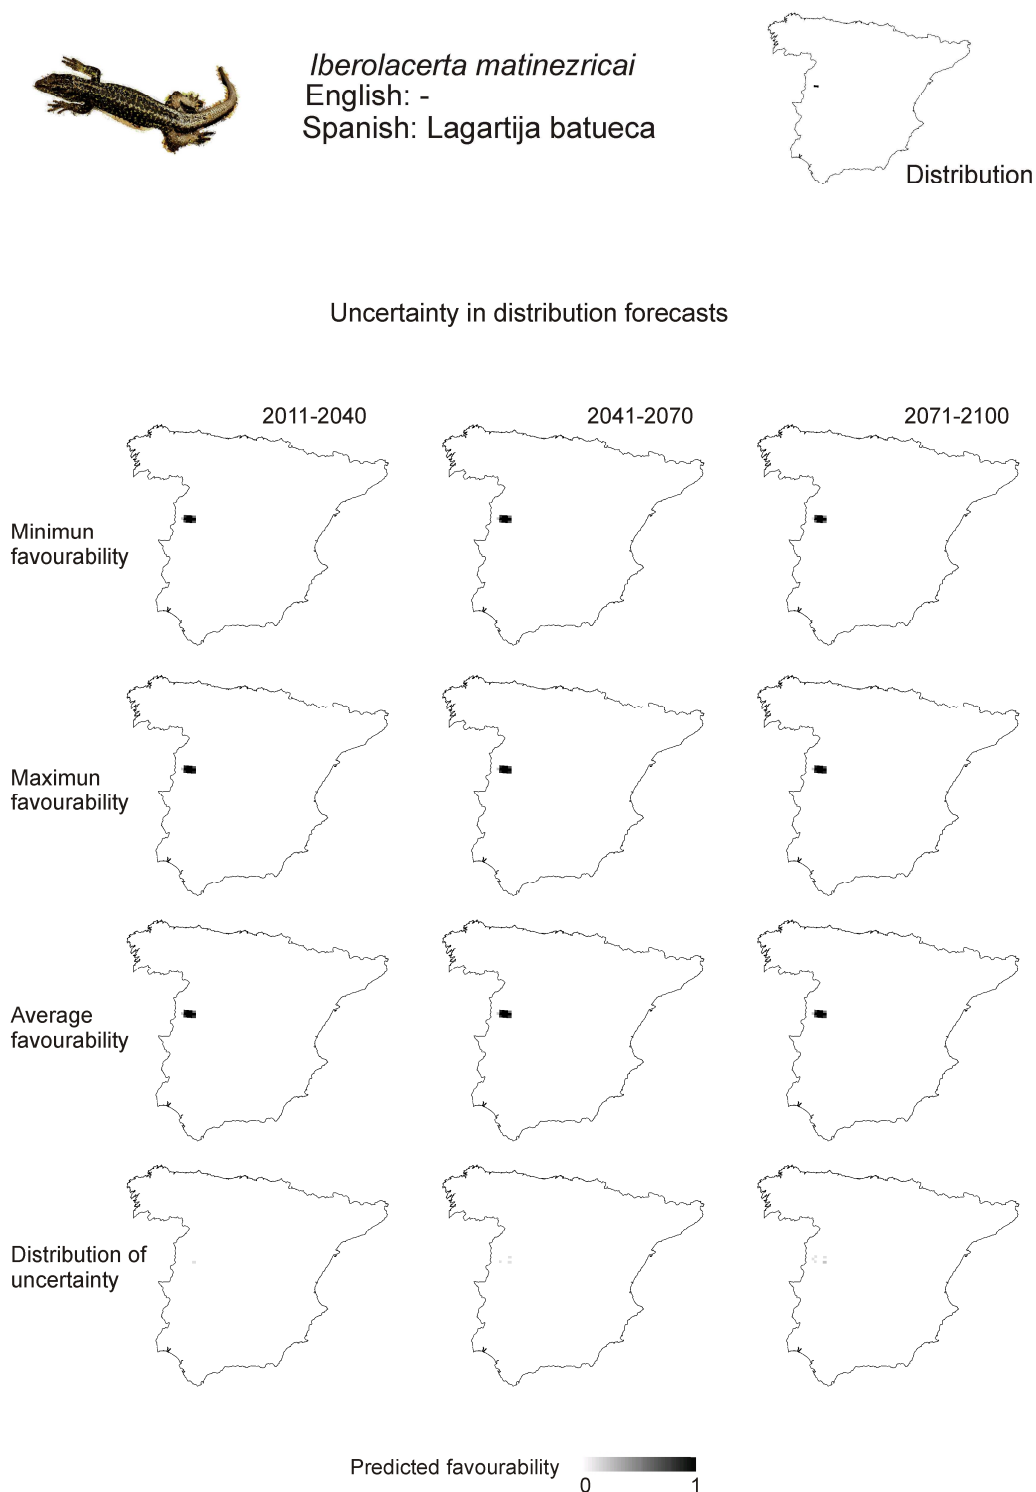 Iberolacerta matinezricai
English: -
Spanish: Lagartija batueca
Distribution
Uncertainty in distribution forecasts
2011-2040
2041-2070
2071-2100
Minimun
favourability
Maximun
favourability
Average
favourability
Distribution of
uncertainty
Predicted favourability
0
1